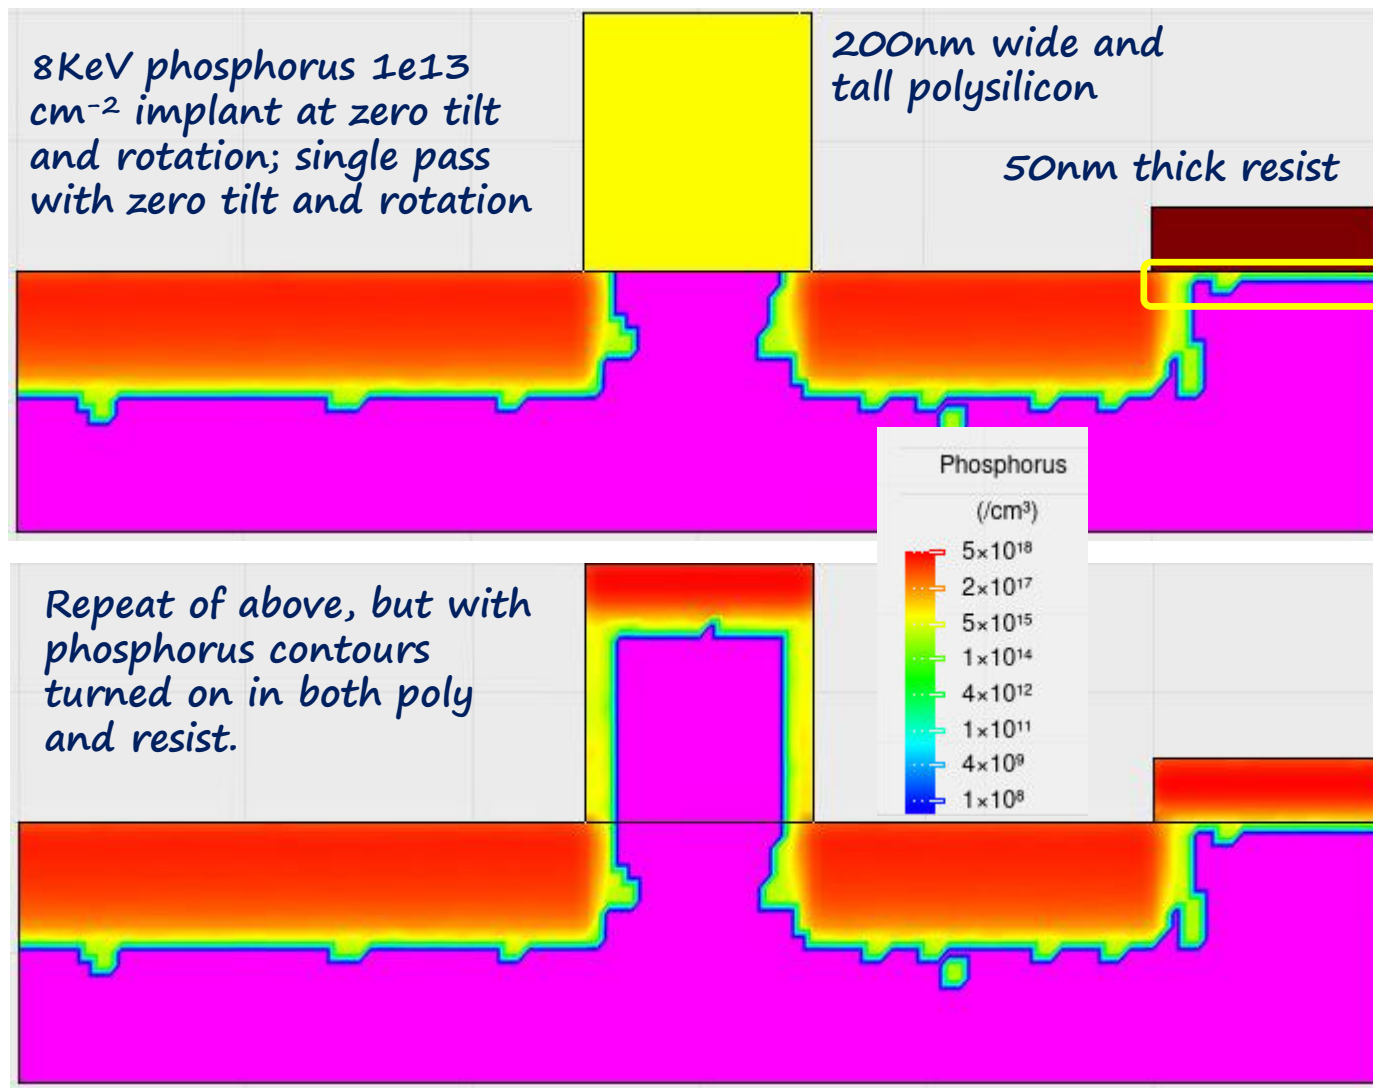 8KeV phosphorus 1e13
cm⁻² implant at zero tilt
and rotation; single pass
with zero tilt and rotation
200nm wide and
tall polysilicon
50nm thick resist
Phosphorus
(/cm³)
5×10¹⁸
2×10¹⁷
5×10¹⁵
1×10¹⁴
4×10¹²
1×10¹¹
4×10⁹
1×10⁸
Repeat of above, but with
phosphorus contours
turned on in both poly
and resist.